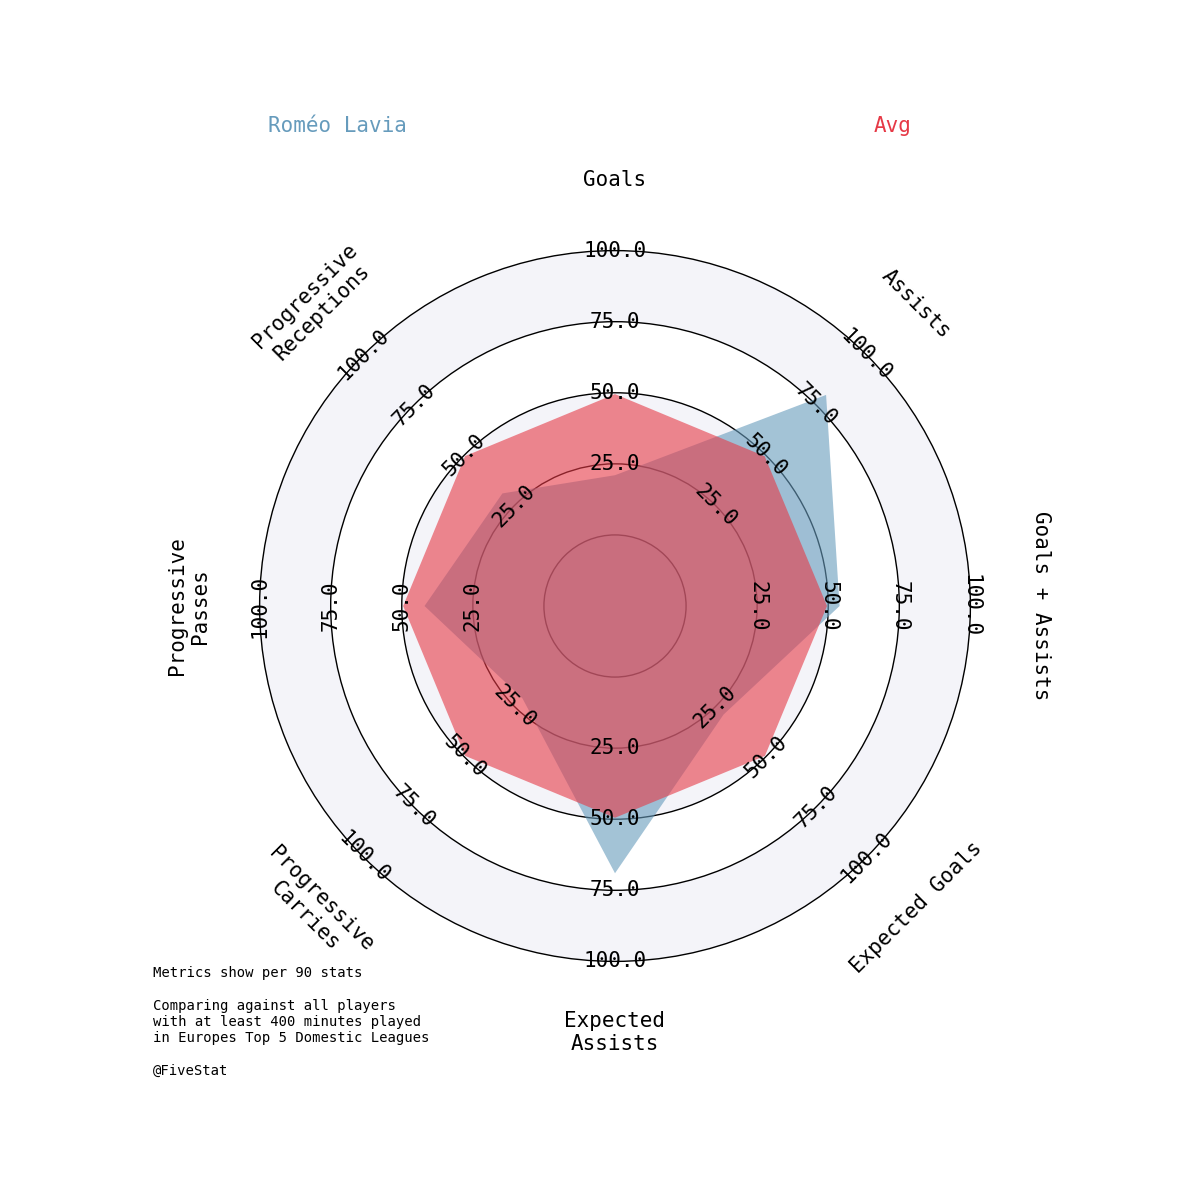 Roméo Lavia
Avg
Goals
Assists
Goals + Assists
Expected Goals
Expected
Assists
Progressive
Carries
Progressive
Passes
Progressive
Receptions
25.0
50.0
75.0
100.0
25.0
50.0
75.0
100.0
25.0
50.0
75.0
100.0
25.0
50.0
75.0
100.0
25.0
50.0
75.0
100.0
25.0
50.0
75.0
100.0
25.0
50.0
75.0
100.0
25.0
50.0
75.0
100.0
Metrics show per 90 stats
Comparing against all players
with at least 400 minutes played
in Europes Top 5 Domestic Leagues
@FiveStat